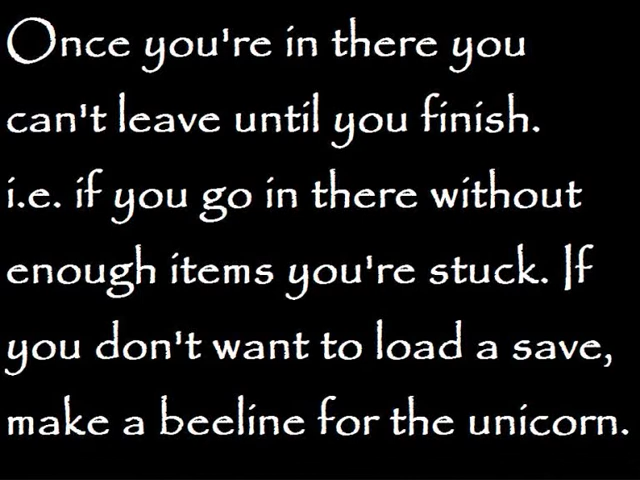 Once you're in there you
can't leave until you finish.
i.e. if you go in there without
enough items you're stuck. If
you don't want to load a save,
make a beeline for the unicorn.